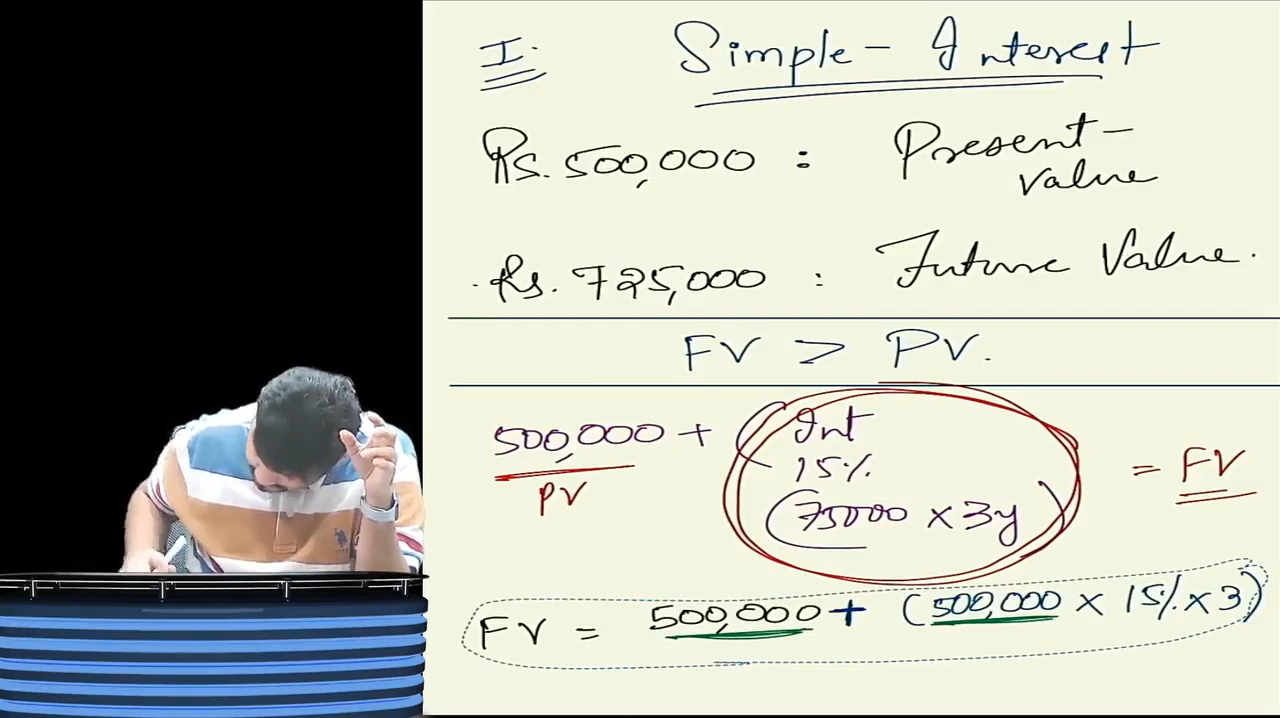 I. Simple-Interest
Rs. 500,000 : Present-
value
Rs. 725,000 : Future Value.
FV > PV.
500,000 + ( Int
15%
(75000 × 3y) = FV
PV
FV = 500,000 + (500,000 × 15% × 3)